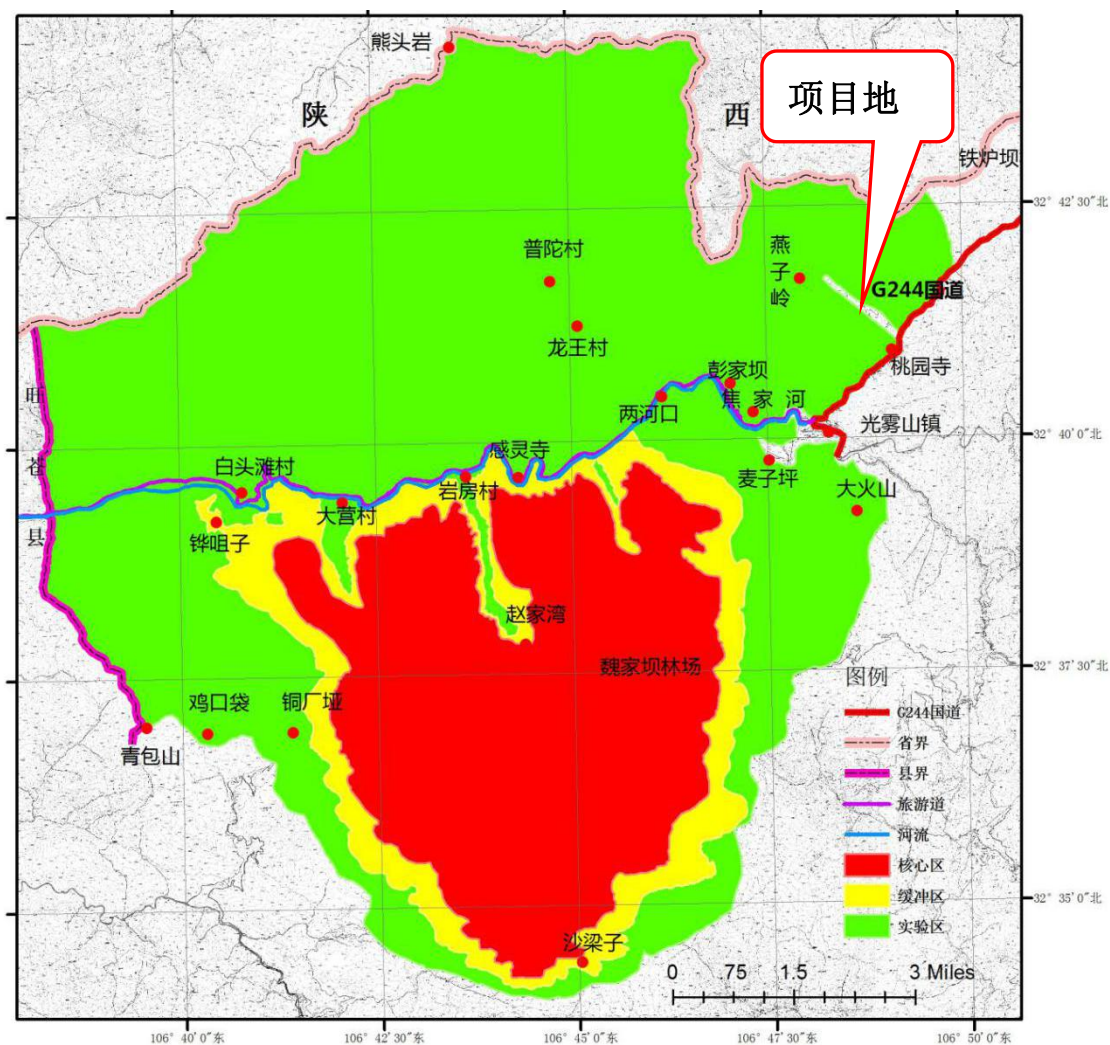 熊头岩
陕
西
项目地
铁炉坝
32° 42′30″北
普陀村
燕子岭
G244国道
龙王村
桃园寺
彭家坝
焦家河
两河口
光雾山镇
32° 40′0″北
旺苍县
感灵寺
白头滩村
岩房村
麦子坪
大火山
大营村
铧咀子
赵家湾
魏家坝林场
32° 37′30″北
图例
鸡口袋
铜厂垭
青包山
G244国道
省界
县界
旅游道
河流
核心区
缓冲区
实验区
32° 35′0″北
沙梁子
0 75 1.5 3 Miles
106° 40′0″东
106° 42′30″东
106° 45′0″东
106° 47′30″东
106° 50′0″东